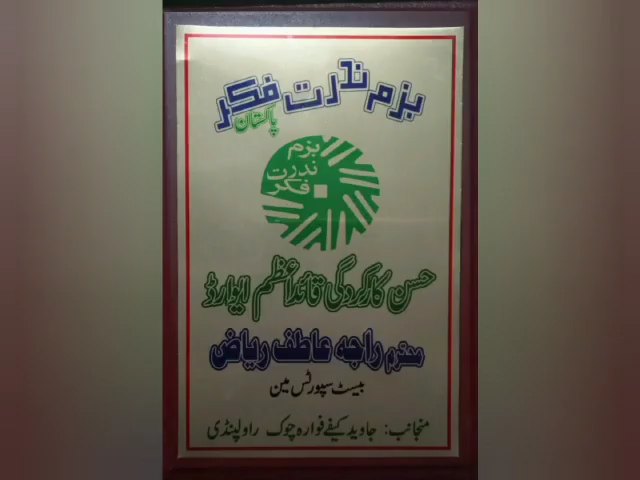 بزم ندرت فکر
پاکستان
بزم
ندرت
فکر
حسن کارکردگی قائداعظم ایوارڈ
محترم راجہ عاطف ریاض
بیسٹ سپورٹس مین
منجانب: جاوید کیفے فوارہ چوک راولپنڈی